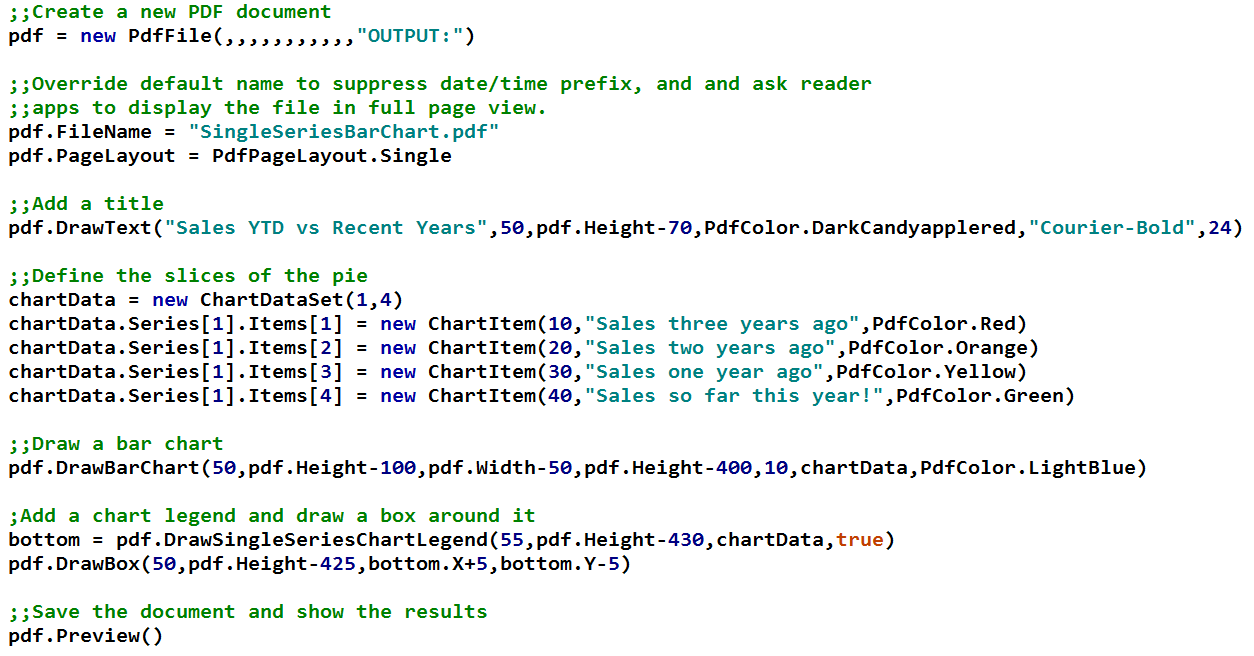 ;;Create a new PDF document
pdf = new PdfFile(,,,,,,,,,,,"OUTPUT:")
;;Override default name to suppress date/time prefix, and and ask reader
;;apps to display the file in full page view.
pdf.FileName = "SingleSeriesBarChart.pdf"
pdf.PageLayout = PdfPageLayout.Single
;;Add a title
pdf.DrawText("Sales YTD vs Recent Years",50,pdf.Height-70,PdfColor.DarkCandyapplered,"Courier-Bold",24)
;;Define the slices of the pie
chartData = new ChartDataSet(1,4)
chartData.Series[1].Items[1] = new ChartItem(10,"Sales three years ago",PdfColor.Red)
chartData.Series[1].Items[2] = new ChartItem(20,"Sales two years ago",PdfColor.Orange)
chartData.Series[1].Items[3] = new ChartItem(30,"Sales one year ago",PdfColor.Yellow)
chartData.Series[1].Items[4] = new ChartItem(40,"Sales so far this year!",PdfColor.Green)
;;Draw a bar chart
pdf.DrawBarChart(50,pdf.Height-100,pdf.Width-50,pdf.Height-400,10,chartData,PdfColor.LightBlue)
;Add a chart legend and draw a box around it
bottom = pdf.DrawSingleSeriesChartLegend(55,pdf.Height-430,chartData,true)
pdf.DrawBox(50,pdf.Height-425,bottom.X+5,bottom.Y-5)
;;Save the document and show the results
pdf.Preview()